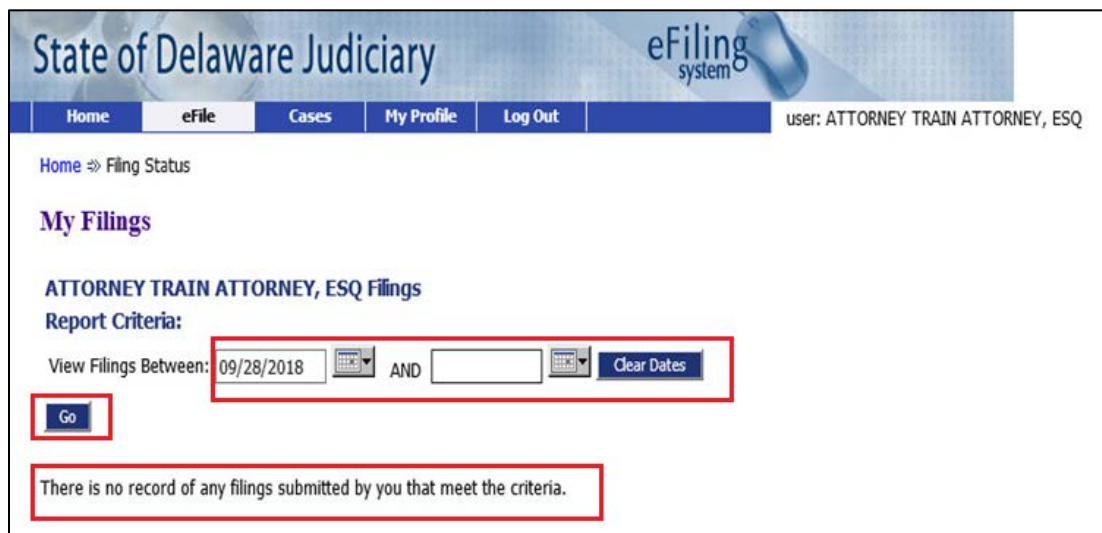 State of Delaware Judiciary
eFiling
system
Home eFile Cases My Profile Log Out user: ATTORNEY TRAIN ATTORNEY, ESQ
Home ⇒ Filing Status
My Filings
ATTORNEY TRAIN ATTORNEY, ESQ Filings
Report Criteria:
View Filings Between: 09/28/2018 AND Clear Dates
Go
There is no record of any filings submitted by you that meet the criteria.